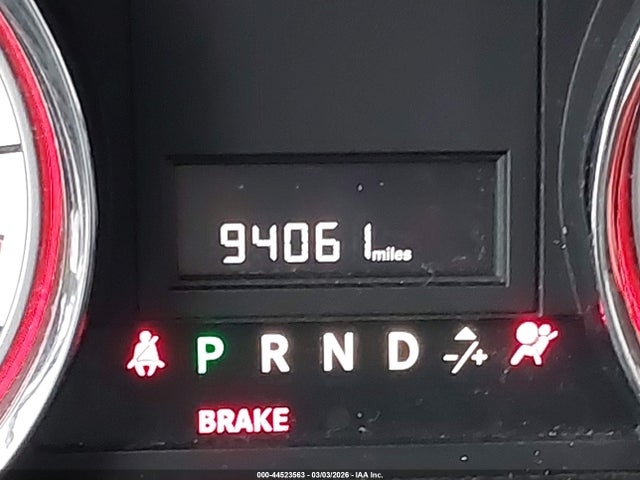 94061 miles
P R N D -/+
BRAKE
000-44523563 - 03/03/2026 - IAA Inc.